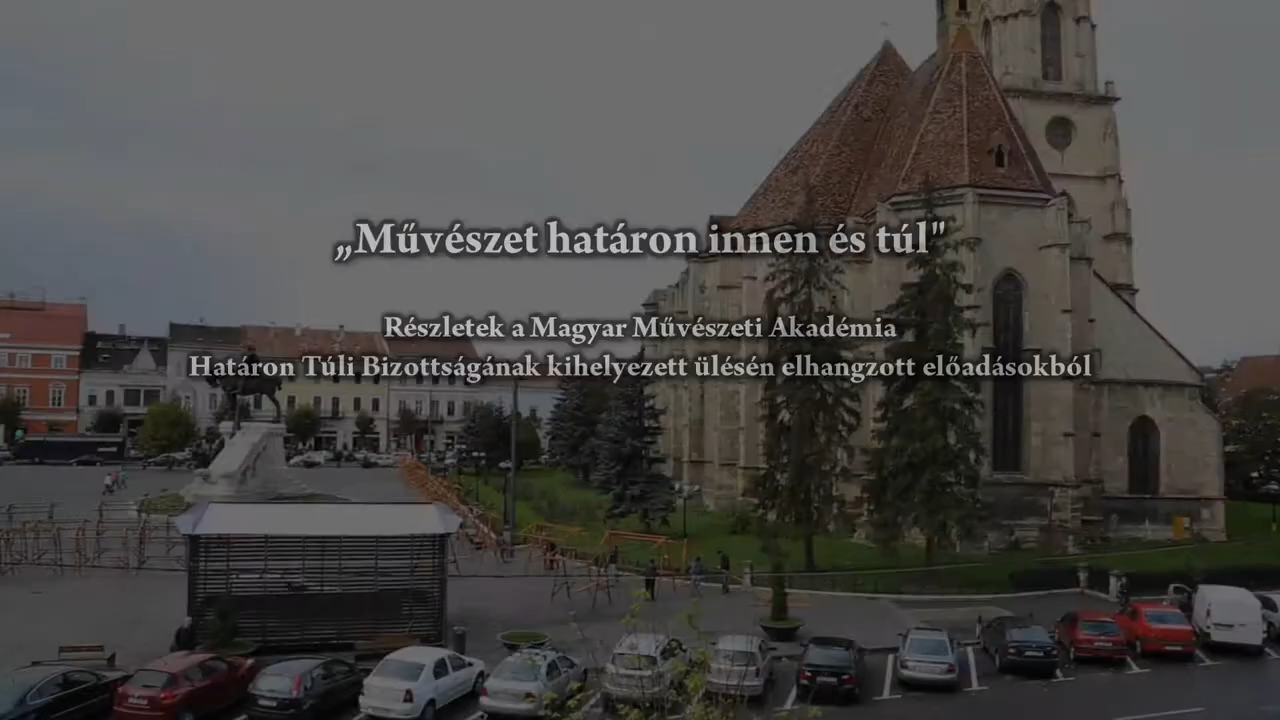 „Művészet határon innen és túl"
Részletek a Magyar Művészeti Akadémia
Határon Túli Bizottságának kihelyezett ülésén elhangzott előadásokból